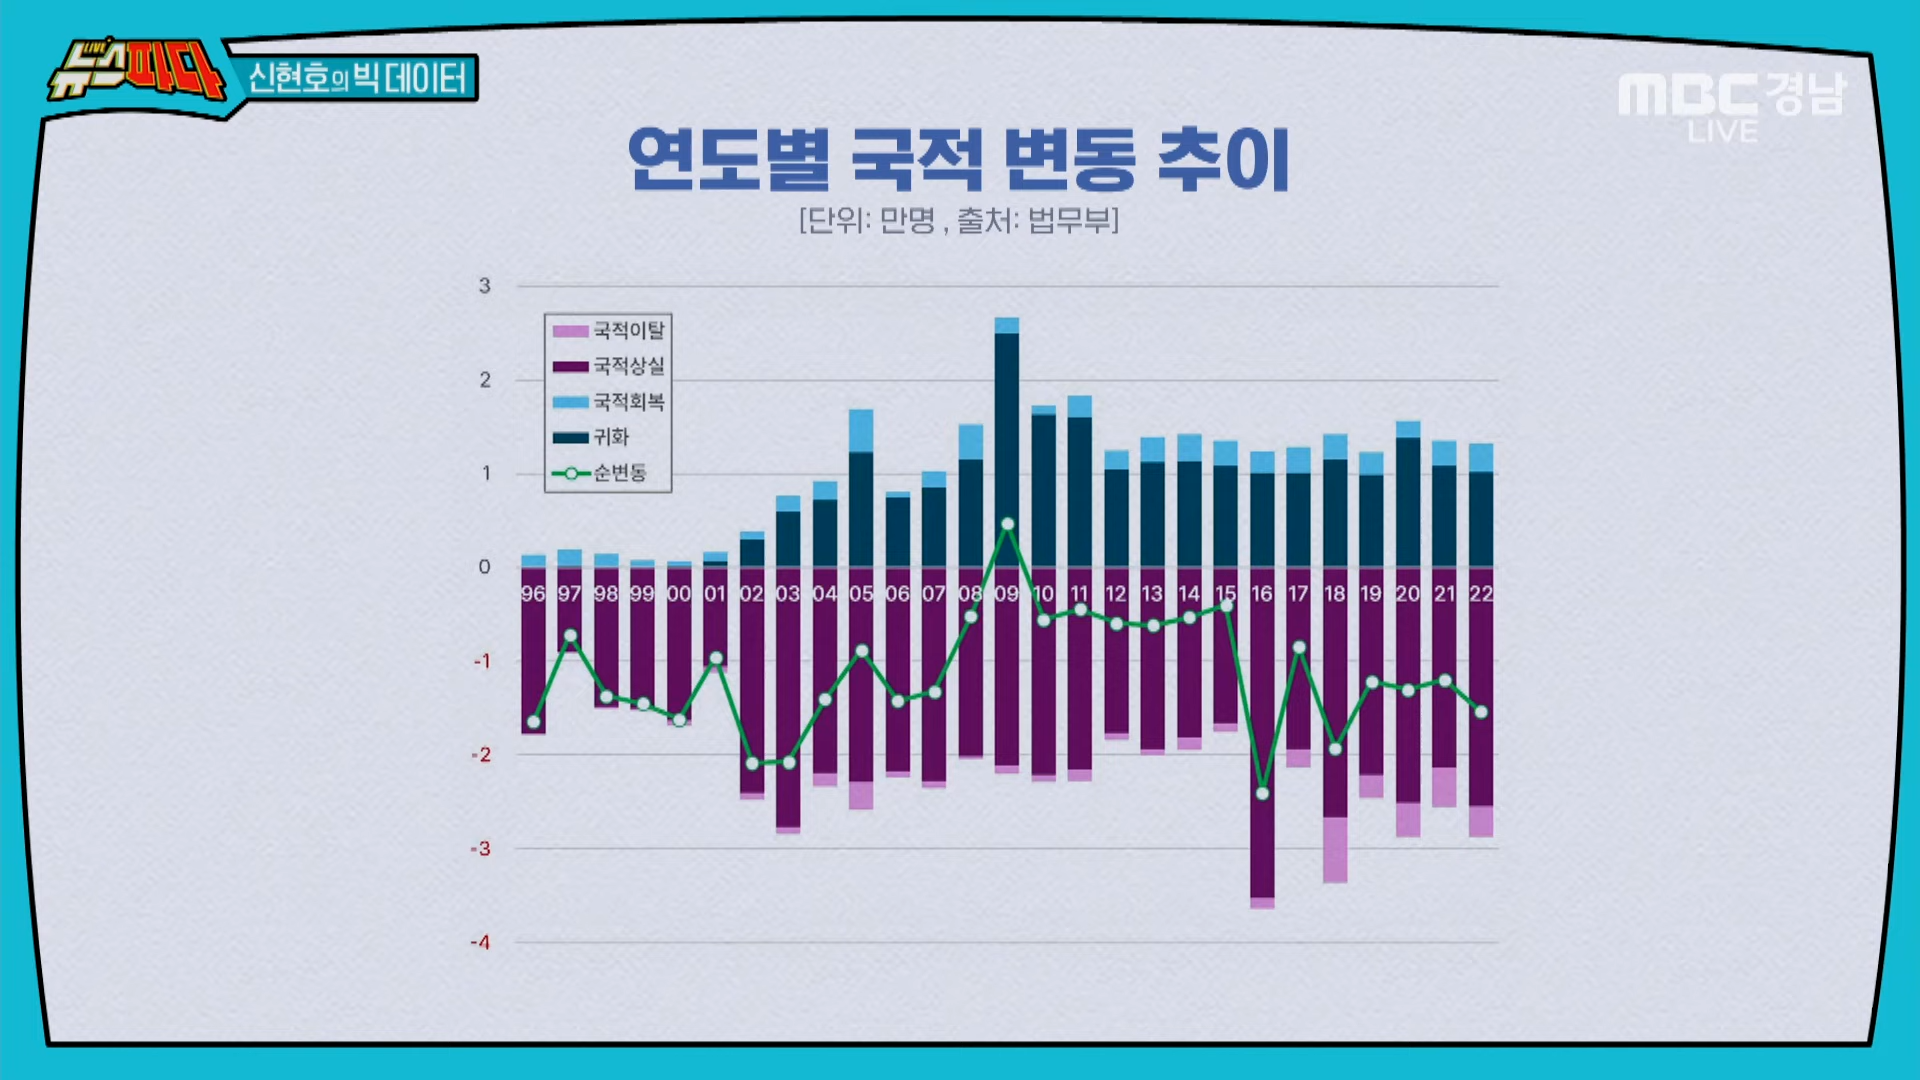 LIVE
뉴스파다
신현호의 빅 데이터
MBC경남
LIVE
연도별 국적 변동 추이
[단위: 만명 , 출처: 법무부]
3
2
1
0
-1
-2
-3
-4
국적이탈
국적상실
국적회복
귀화
순변동
96 97 98 99 00 01 02 03 04 05 06 07 08 09 10 11 12 13 14 15 16 17 18 19 20 21 22